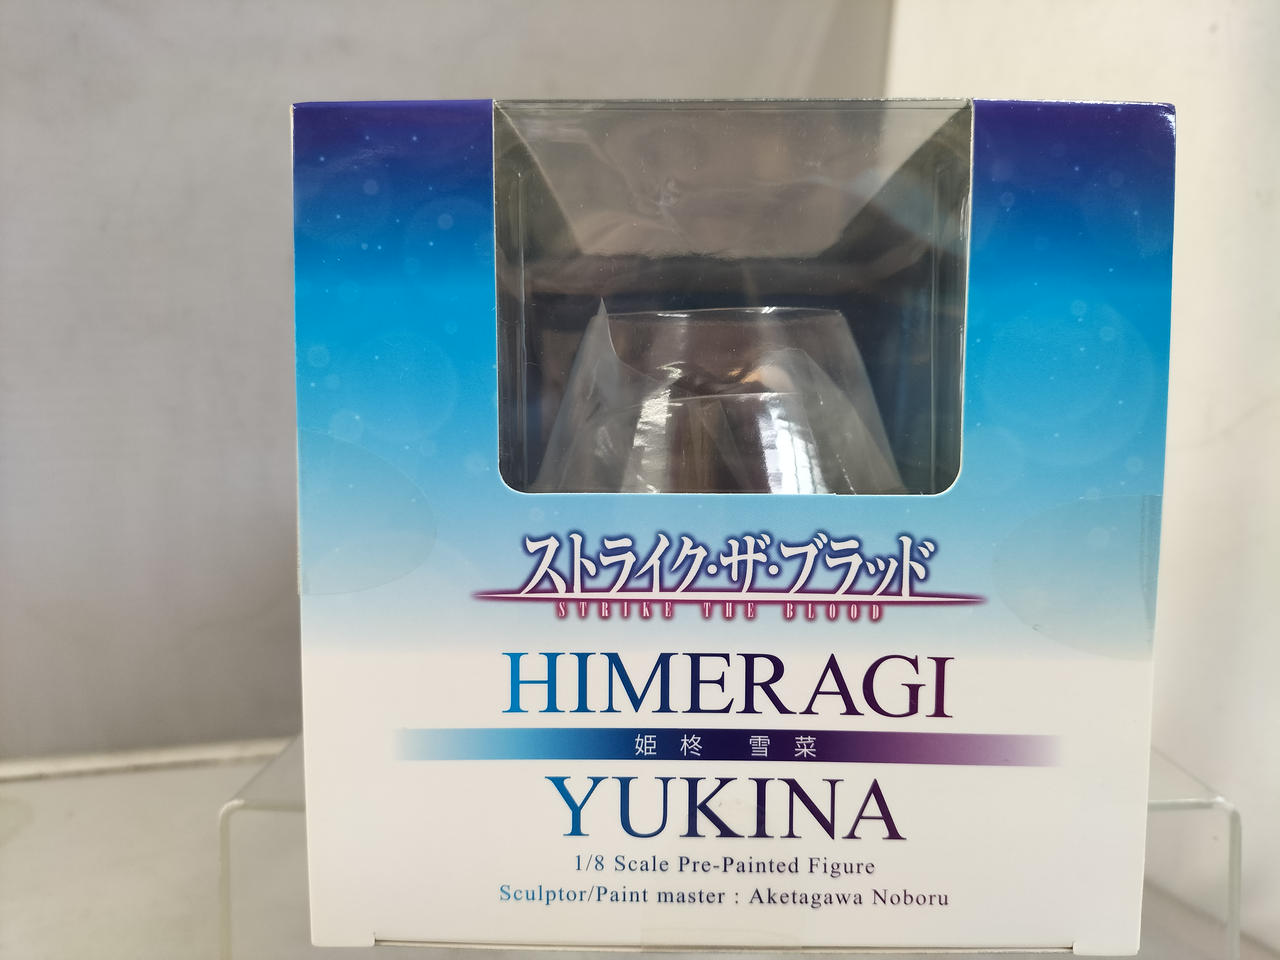 ストライク・ザ・ブラッド
STRIKE THE BLOOD
HIMERAGI
姫柊 雪菜
YUKINA
1/8 Scale Pre-Painted Figure
Sculptor/Paint master : Aketagawa Noboru